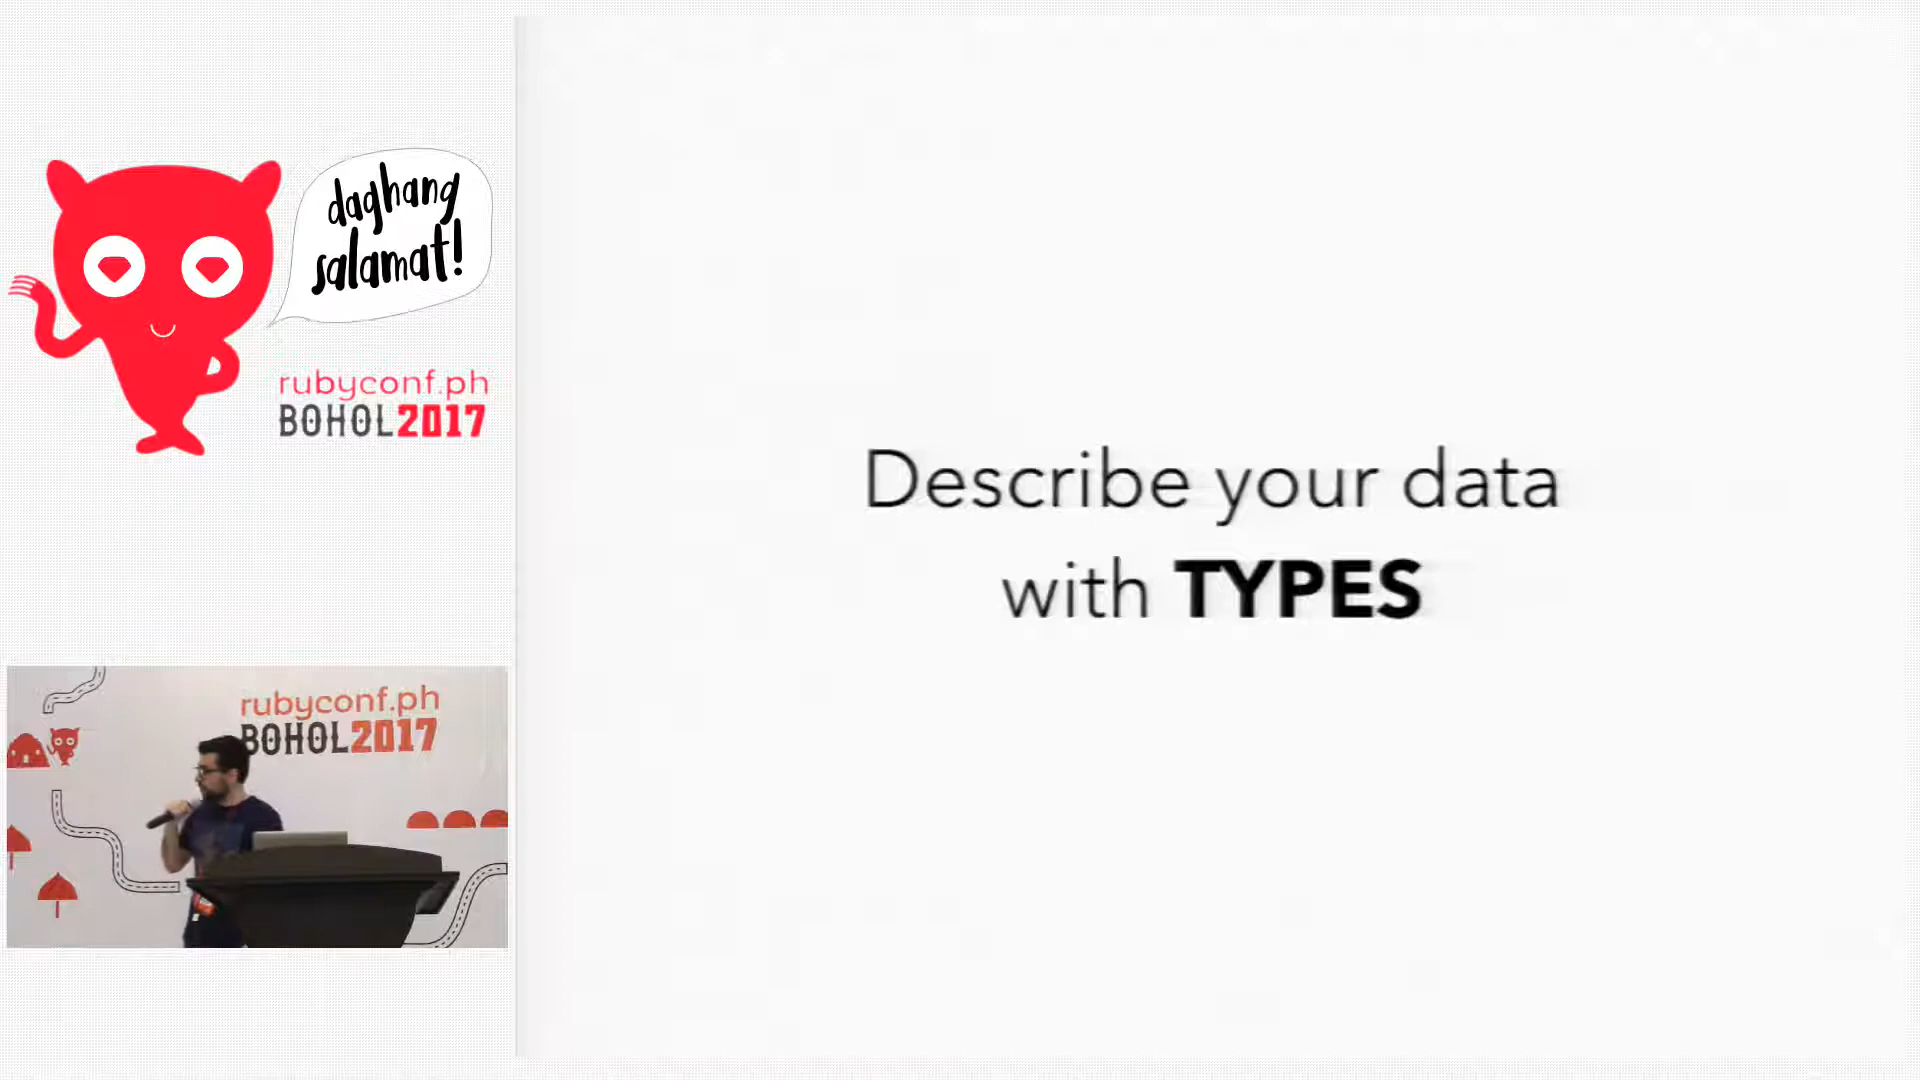 daghang
salamat!
rubyconf.ph
BOHOL2017
Describe your data
with TYPES
rubyconf.ph
BOHOL2017